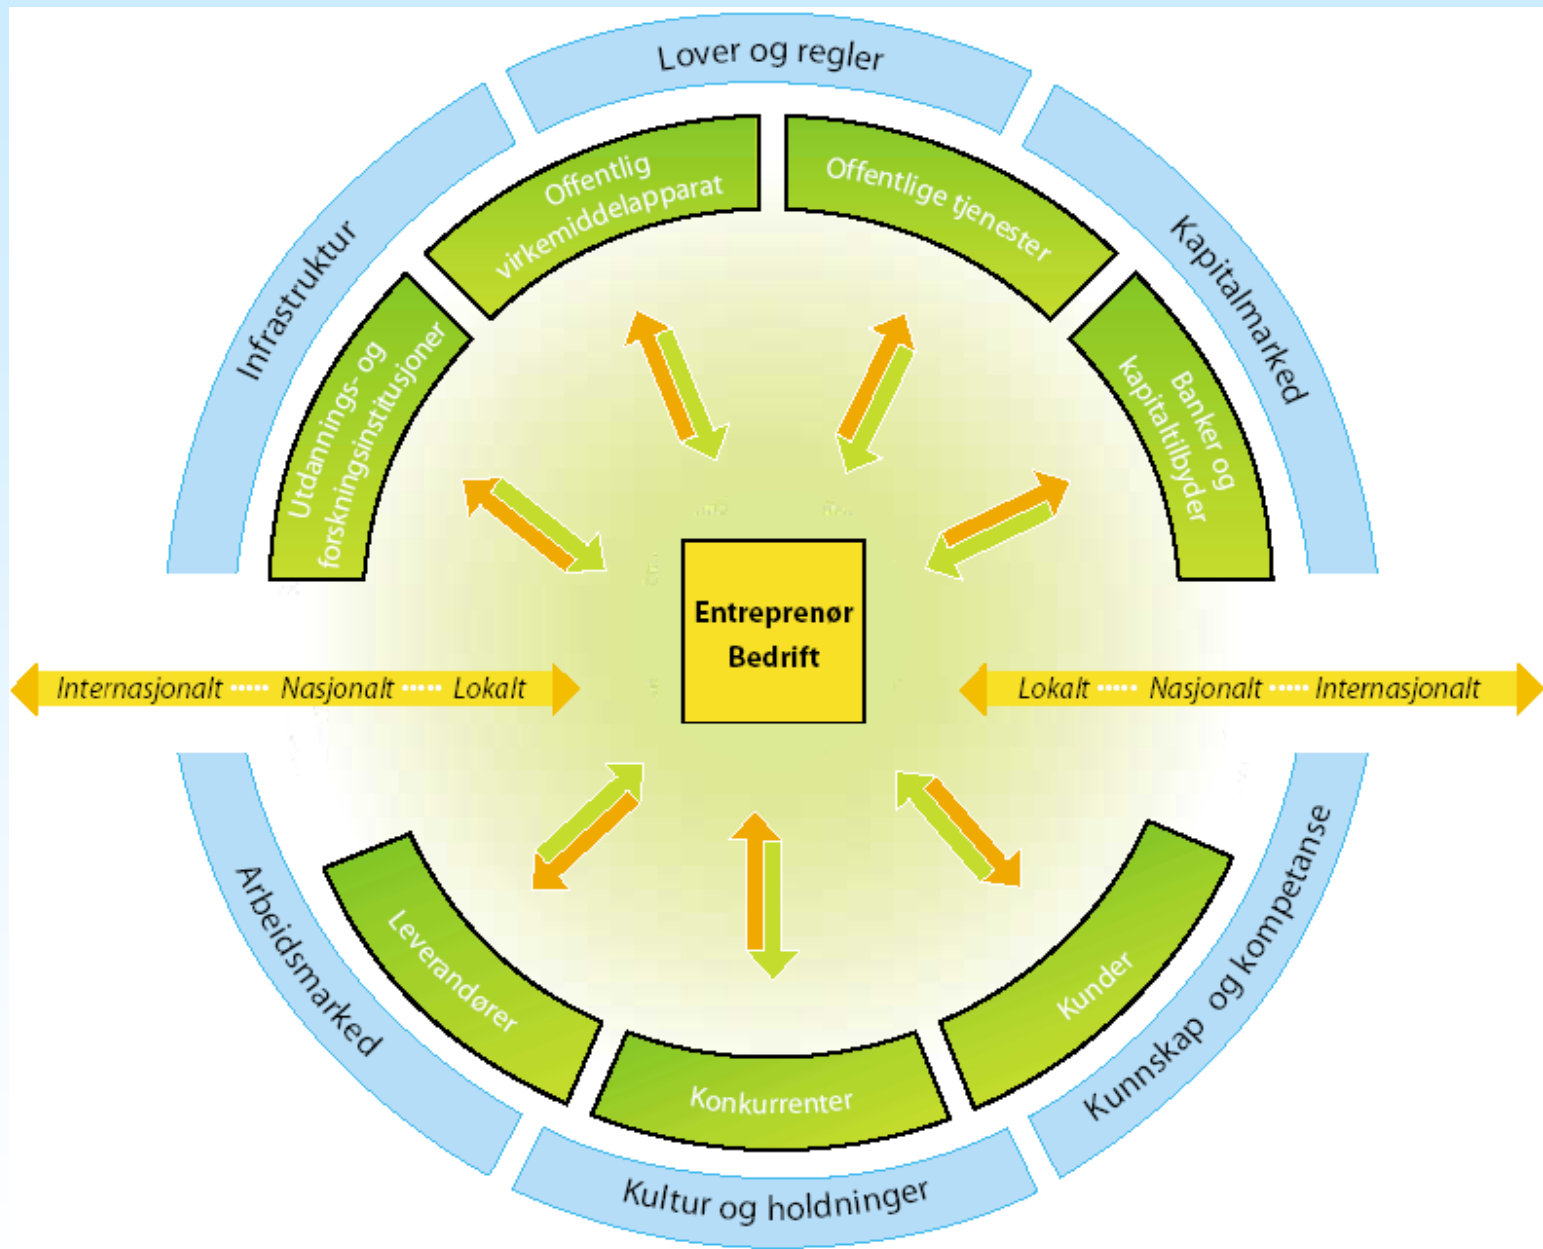 Lover og regler
Infrastruktur
Kapitalmarked
Offentlig
virkemiddelapparat
Offentlige tjenester
Utdannings- og
forskningsinstitusjoner
Banker og
kapitaltilbyder
Entreprenør
Bedrift
Internasjonalt ····· Nasjonalt ····· Lokalt
Lokalt ····· Nasjonalt ····· Internasjonalt
Leverandører
Konkurrenter
Kunder
Arbeidsmarked
Kultur og holdninger
Kunnskap og kompetanse